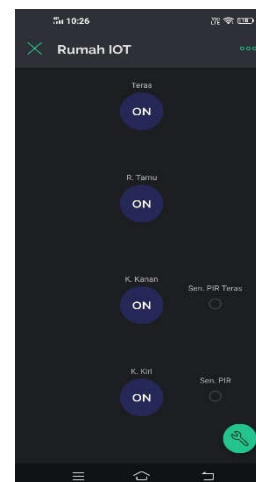 10:26
Rumah IOT
Teras
ON
R. Tamu
ON
K. Kanan
ON
Sen. PIR Teras
K. Kiri
ON
Sen. PIR